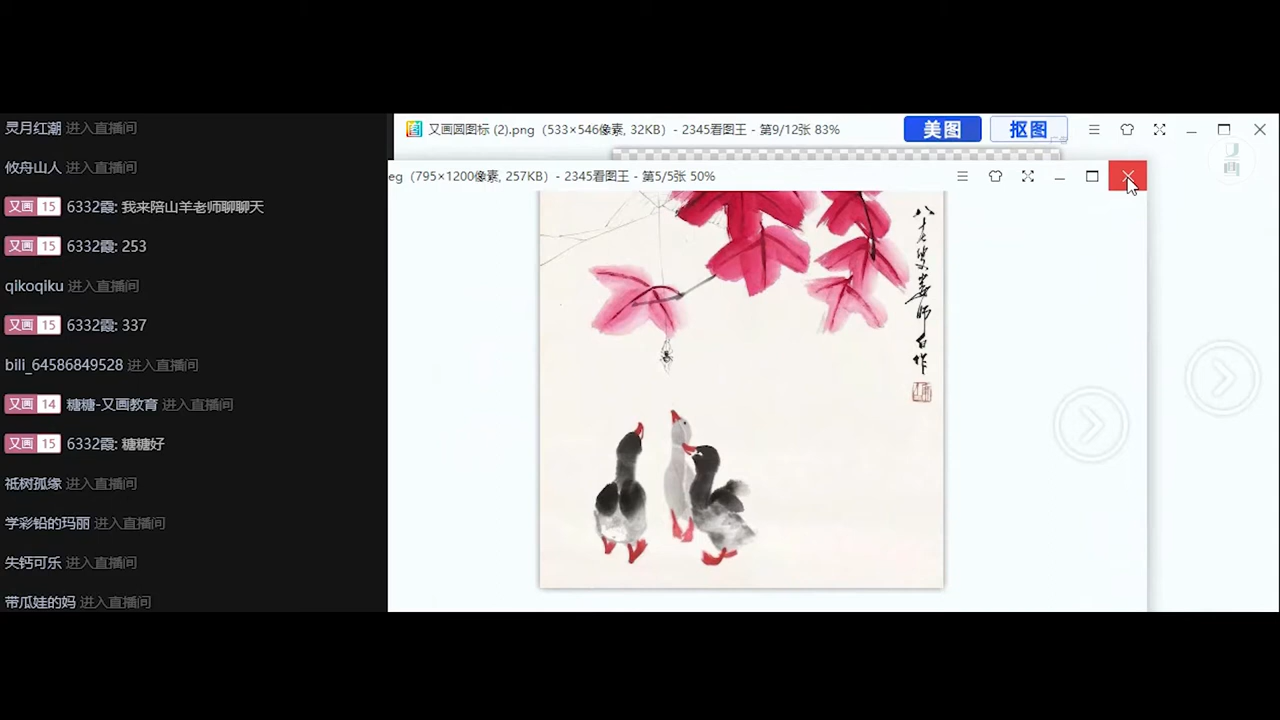 灵月红潮 进入直播间
攸舟山人 进入直播间
又画 15 6332霞: 我来陪山羊老师聊聊天
又画 15 6332霞: 253
qikoqiku 进入直播间
又画 15 6332霞: 337
bili_64586849528 进入直播间
又画 14 糖糖-又画教育 进入直播间
又画 15 6332霞: 糖糖好
祗树孤缘 进入直播间
学彩铅的玛丽 进入直播间
失钙可乐 进入直播间
带瓜娃的妈 进入直播间
又画圆图标 (2).png（533×546像素, 32KB）- 2345看图王 - 第9/12张 83%
美图
抠图
广告
eg（795×1200像素, 257KB）- 2345看图王 - 第5/5张 50%